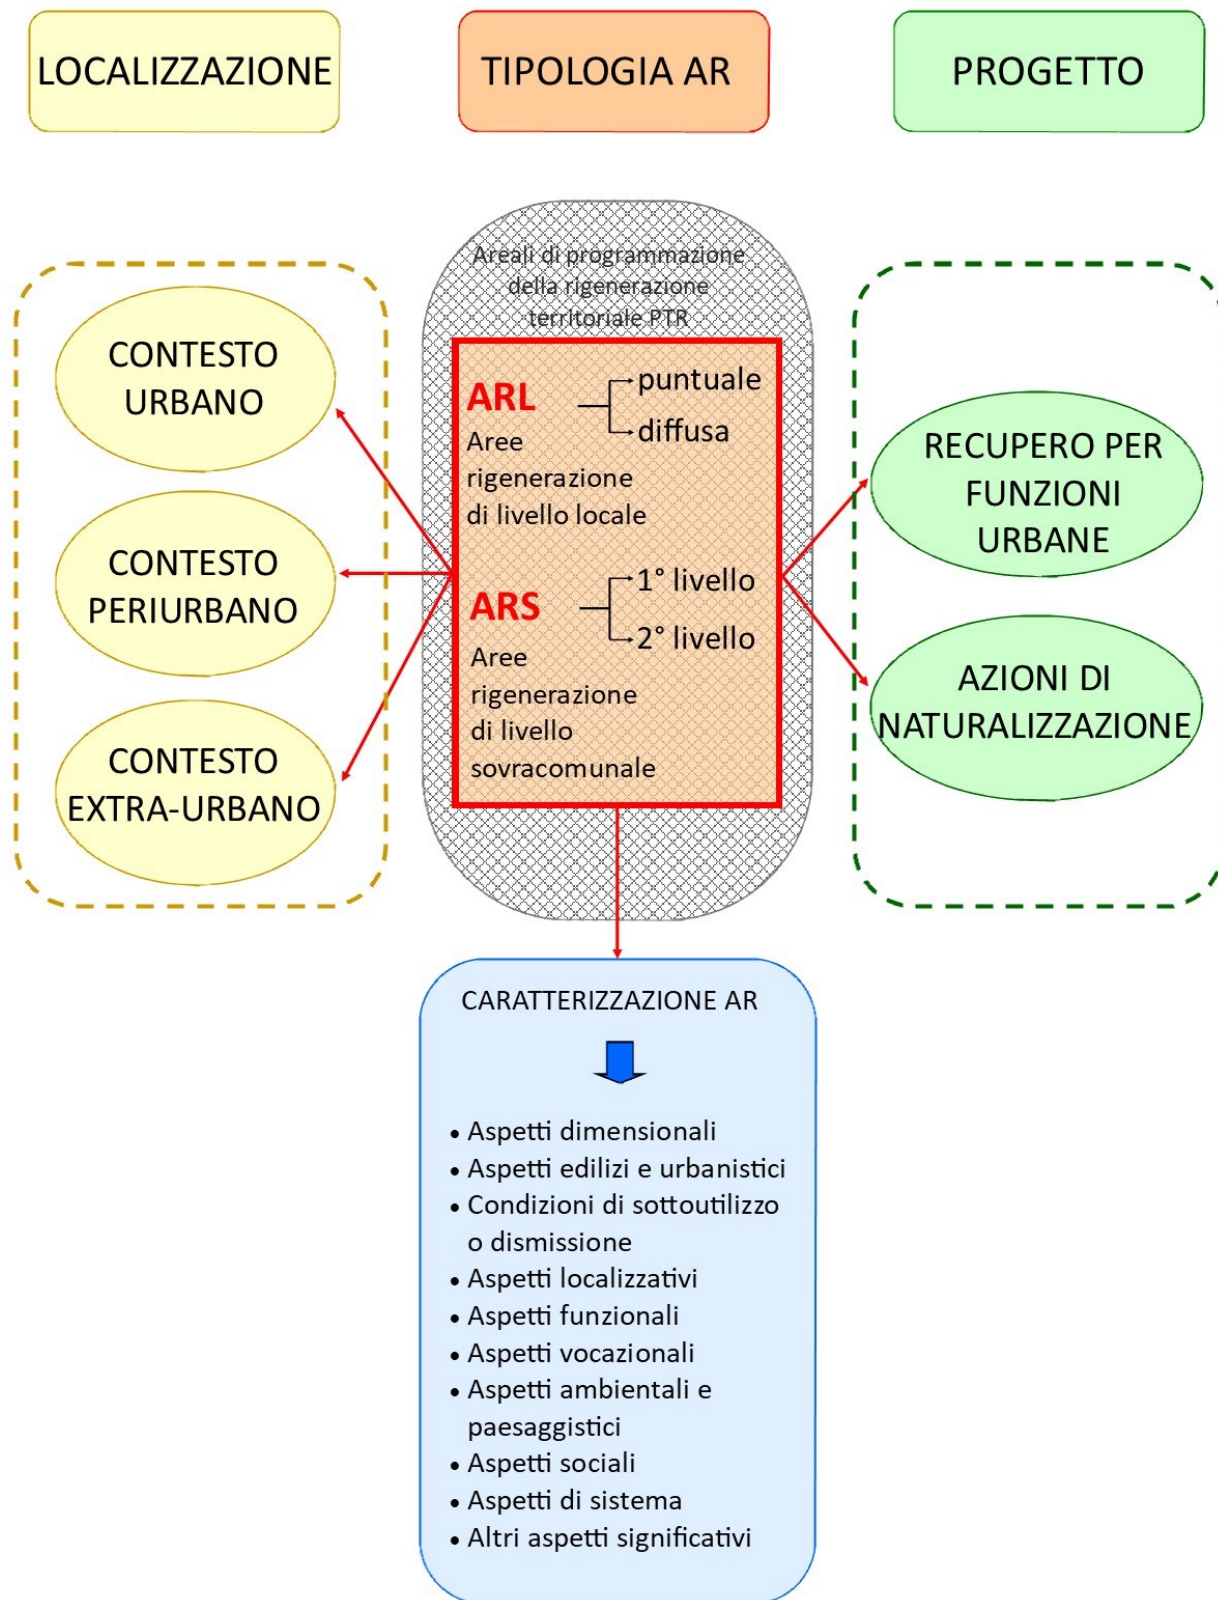 LOCALIZZAZIONE
TIPOLOGIA AR
PROGETTO
CONTESTO
URBANO
CONTESTO
PERIURBANO
CONTESTO
EXTRA-URBANO
Areali di programmazione
della rigenerazione
territoriale PTR
ARL
puntuale
diffusa
Aree
rigenerazione
di livello locale
ARS
1° livello
2° livello
Aree
rigenerazione
di livello
sovracomunale
RECUPERO PER
FUNZIONI
URBANE
AZIONI DI
NATURALIZZAZIONE
CARATTERIZZAZIONE AR
• Aspetti dimensionali
• Aspetti edilizi e urbanistici
• Condizioni di sottoutilizzo
o dismissione
• Aspetti localizzativi
• Aspetti funzionali
• Aspetti vocazionali
• Aspetti ambientali e
paesaggistici
• Aspetti sociali
• Aspetti di sistema
• Altri aspetti significativi